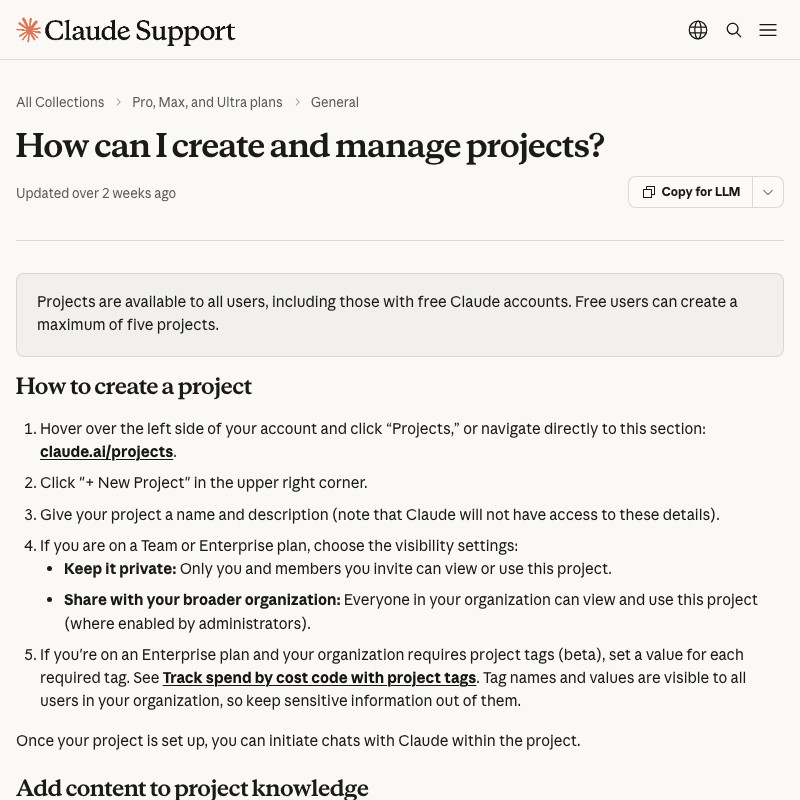 Claude Support
All Collections > Pro, Max, and Ultra plans > General
How can I create and manage projects?
Updated over 2 weeks ago
Copy for LLM
Projects are available to all users, including those with free Claude accounts. Free users can create a
maximum of five projects.
How to create a project
1. Hover over the left side of your account and click “Projects,” or navigate directly to this section:
claude.ai/projects.
2. Click "+ New Project" in the upper right corner.
3. Give your project a name and description (note that Claude will not have access to these details).
4. If you are on a Team or Enterprise plan, choose the visibility settings:
• Keep it private: Only you and members you invite can view or use this project.
• Share with your broader organization: Everyone in your organization can view and use this project
(where enabled by administrators).
5. If you're on an Enterprise plan and your organization requires project tags (beta), set a value for each
required tag. See Track spend by cost code with project tags. Tag names and values are visible to all
users in your organization, so keep sensitive information out of them.
Once your project is set up, you can initiate chats with Claude within the project.
Add content to project knowledge